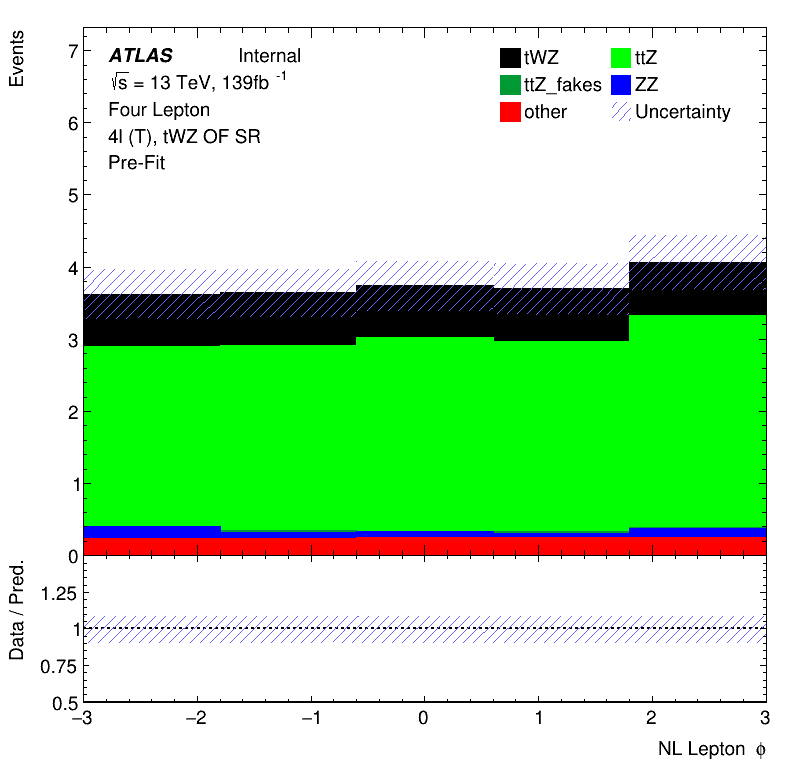 ATLAS Internal
√s = 13 TeV, 139fb⁻¹
Four Lepton
4l (T), tWZ OF SR
Pre-Fit
tWZ ttZ
ttZ_fakes ZZ
other Uncertainty
Events
7
6
5
4
3
2
1
0
Data / Pred.
1.25
1
0.75
0.5
−3 −2 −1 0 1 2 3
NL Lepton ϕ